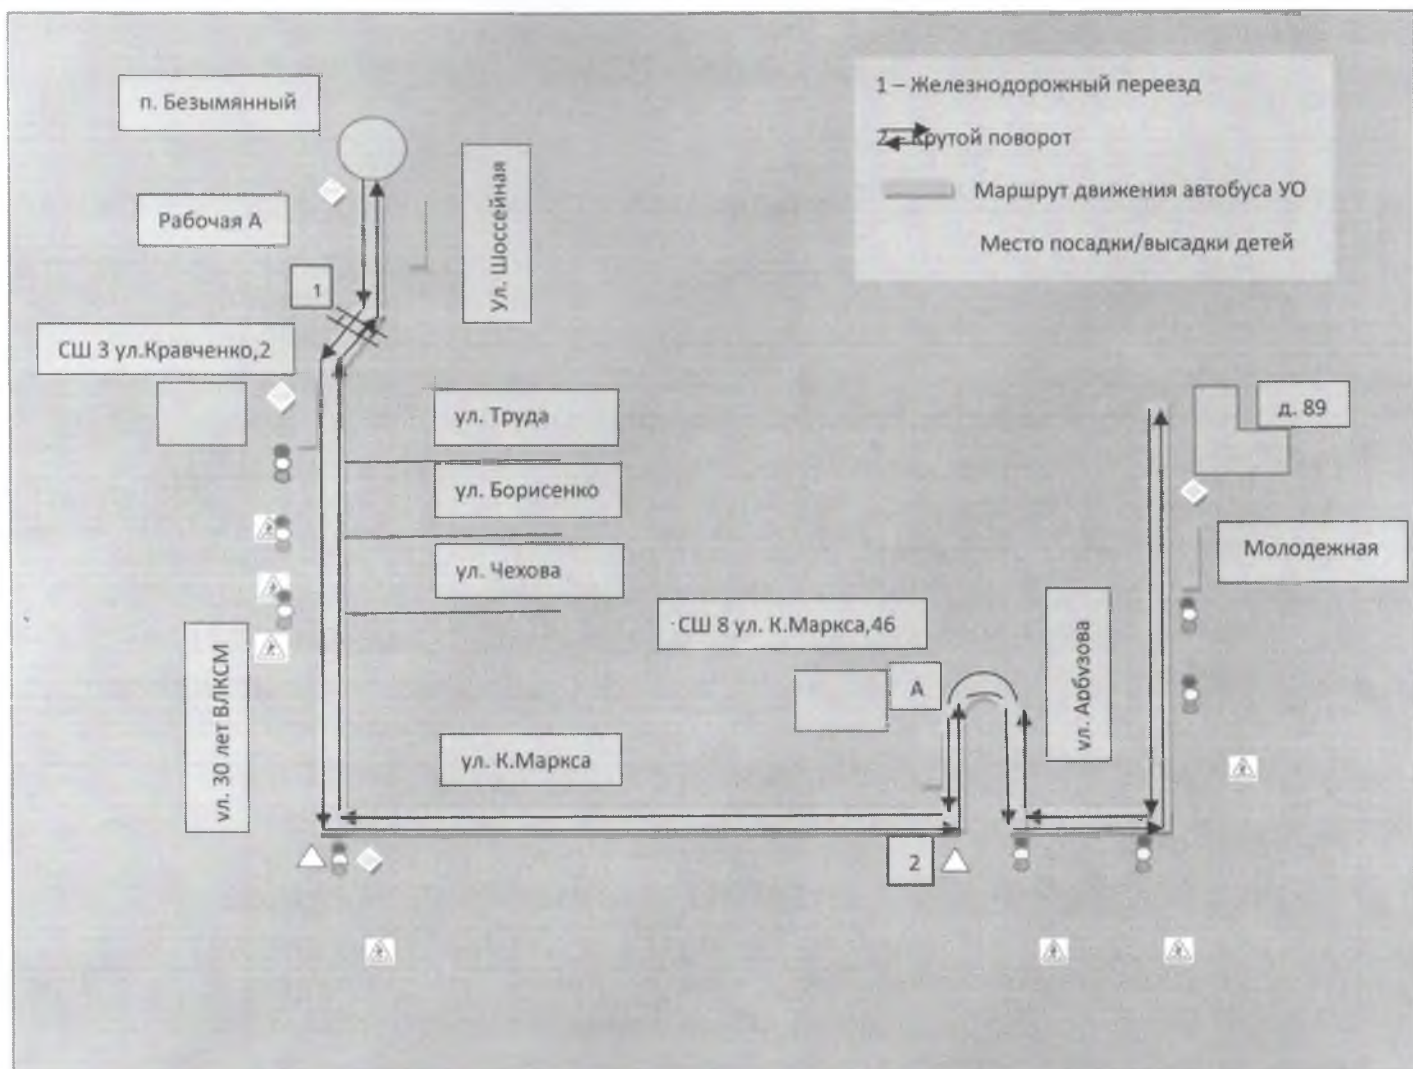 п. Безымянный
1 – Железнодорожный переезд
2 – Крутой поворот
Маршрут движения автобуса УО
Место посадки/высадки детей
Рабочая А
Ул. Шоссейная
1
СШ 3 ул.Кравченко,2
ул. Труда
д. 89
ул. Борисенко
Молодежная
ул. Чехова
СШ 8 ул. К.Маркса,46
А
ул. Арбузова
ул. 30 лет ВЛКСМ
ул. К.Маркса
2